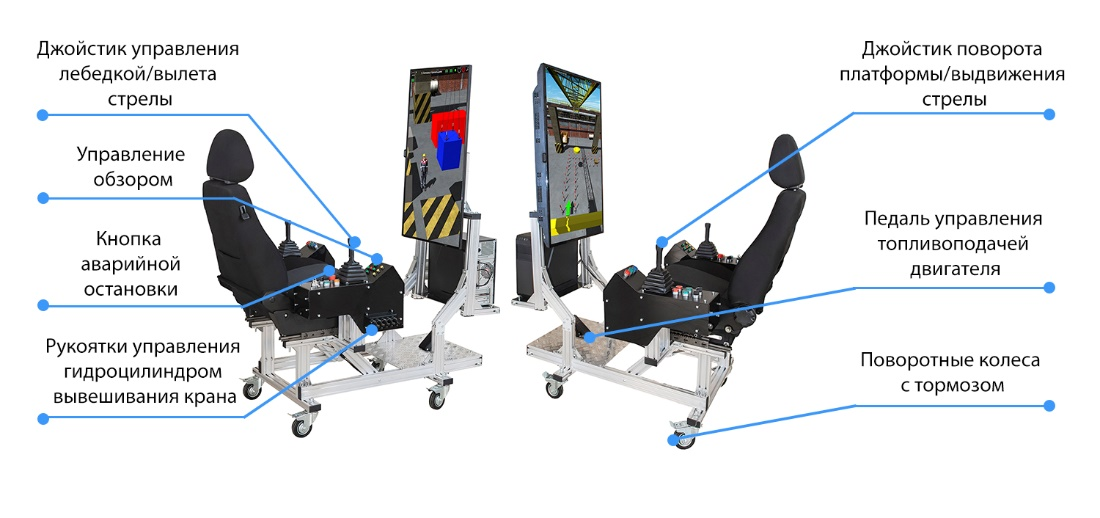 Джойстик управления
лебедкой/вылета
стрелы
Управление
обзором
Кнопка
аварийной
остановки
Рукоятки управления
гидроцилиндром
вывешивания крана
Джойстик поворота
платформы/выдвижения
стрелы
Педаль управления
топливоподачей
двигателя
Поворотные колеса
с тормозом